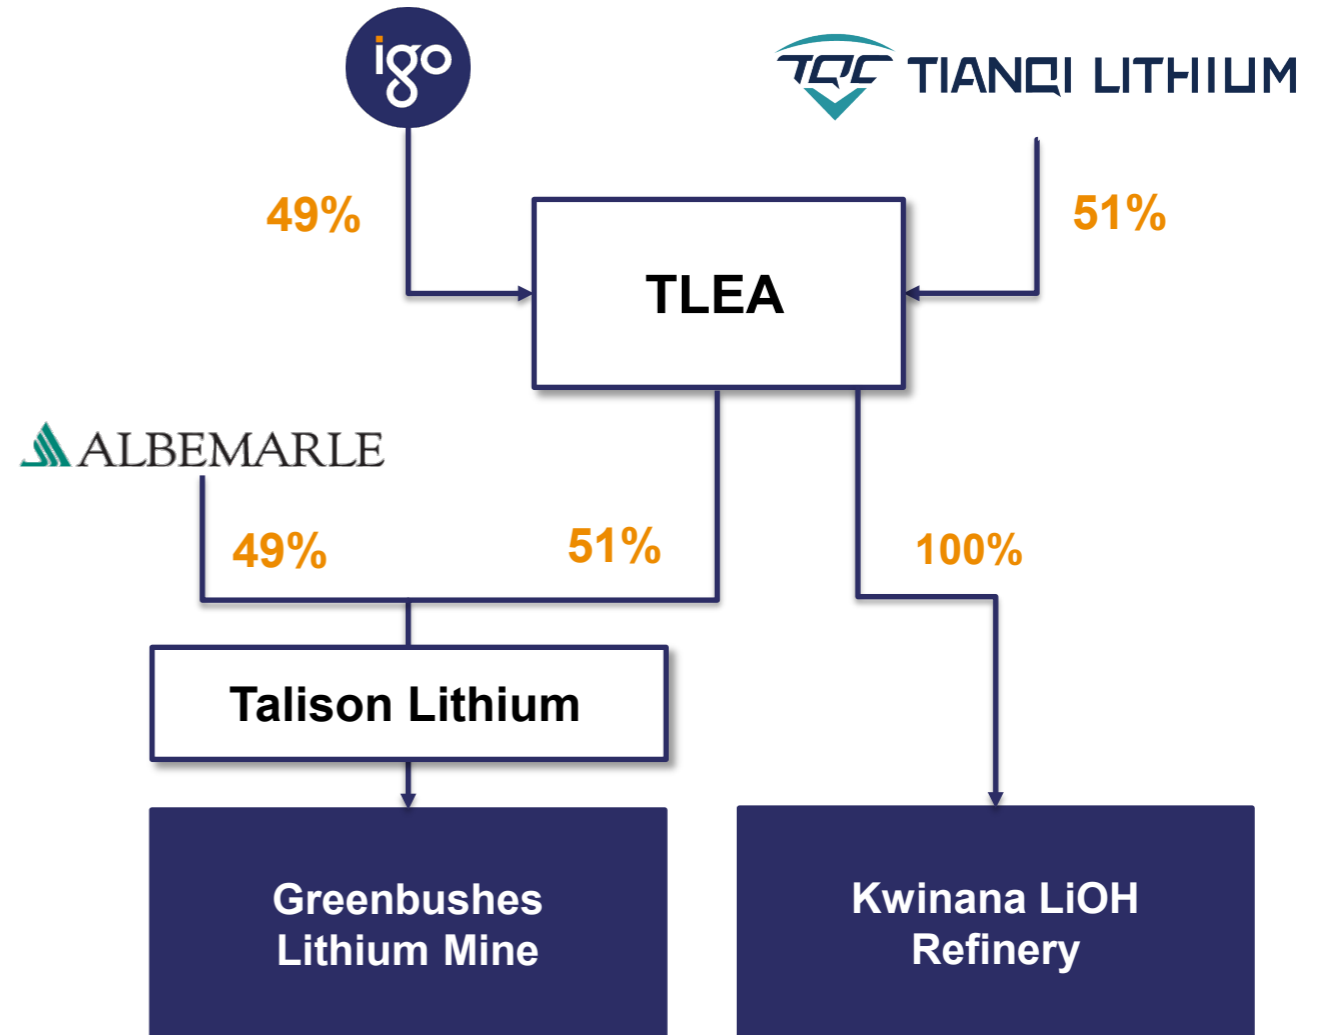 igo
TQC TIANQI LITHIUM
49%
51%
TLEA
ALBEMARLE
49%
51%
100%
Talison Lithium
Greenbushes
Lithium Mine
Kwinana LiOH
Refinery